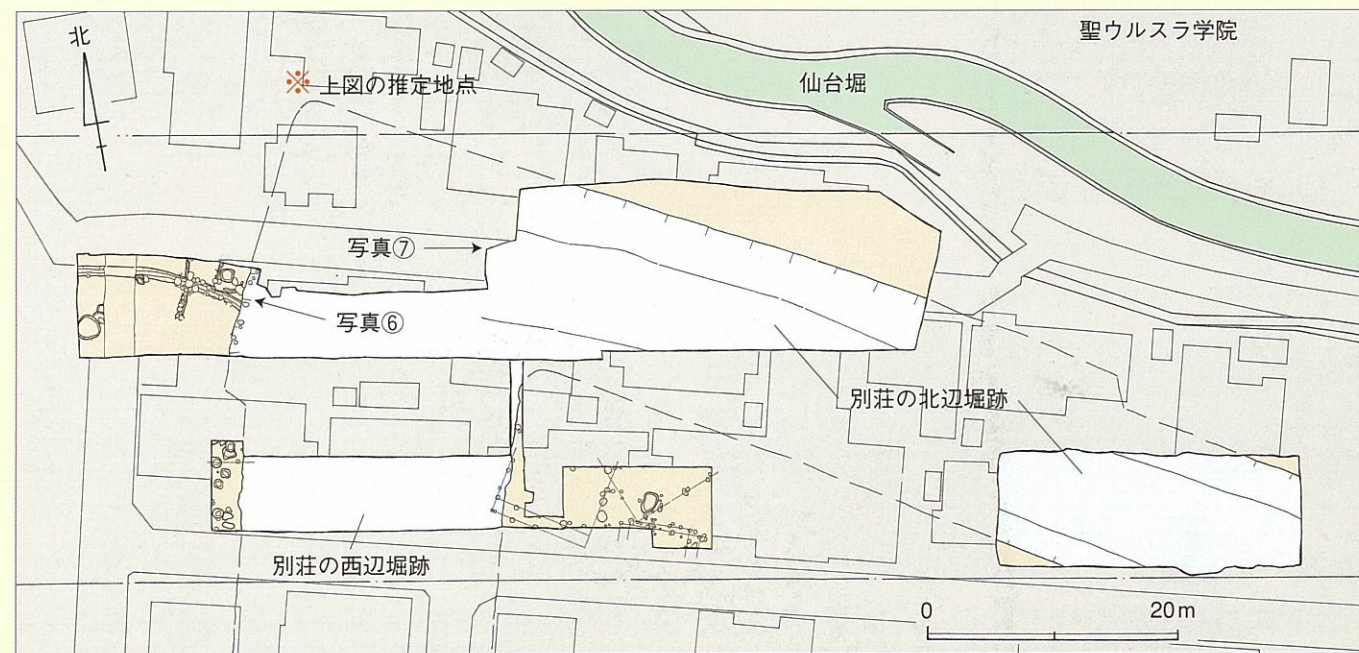 聖ウルスラ学院
北
※ 上図の推定地点
仙台堀
写真⑦
写真⑥
別荘の北辺堀跡
別荘の西辺堀跡
0 20m